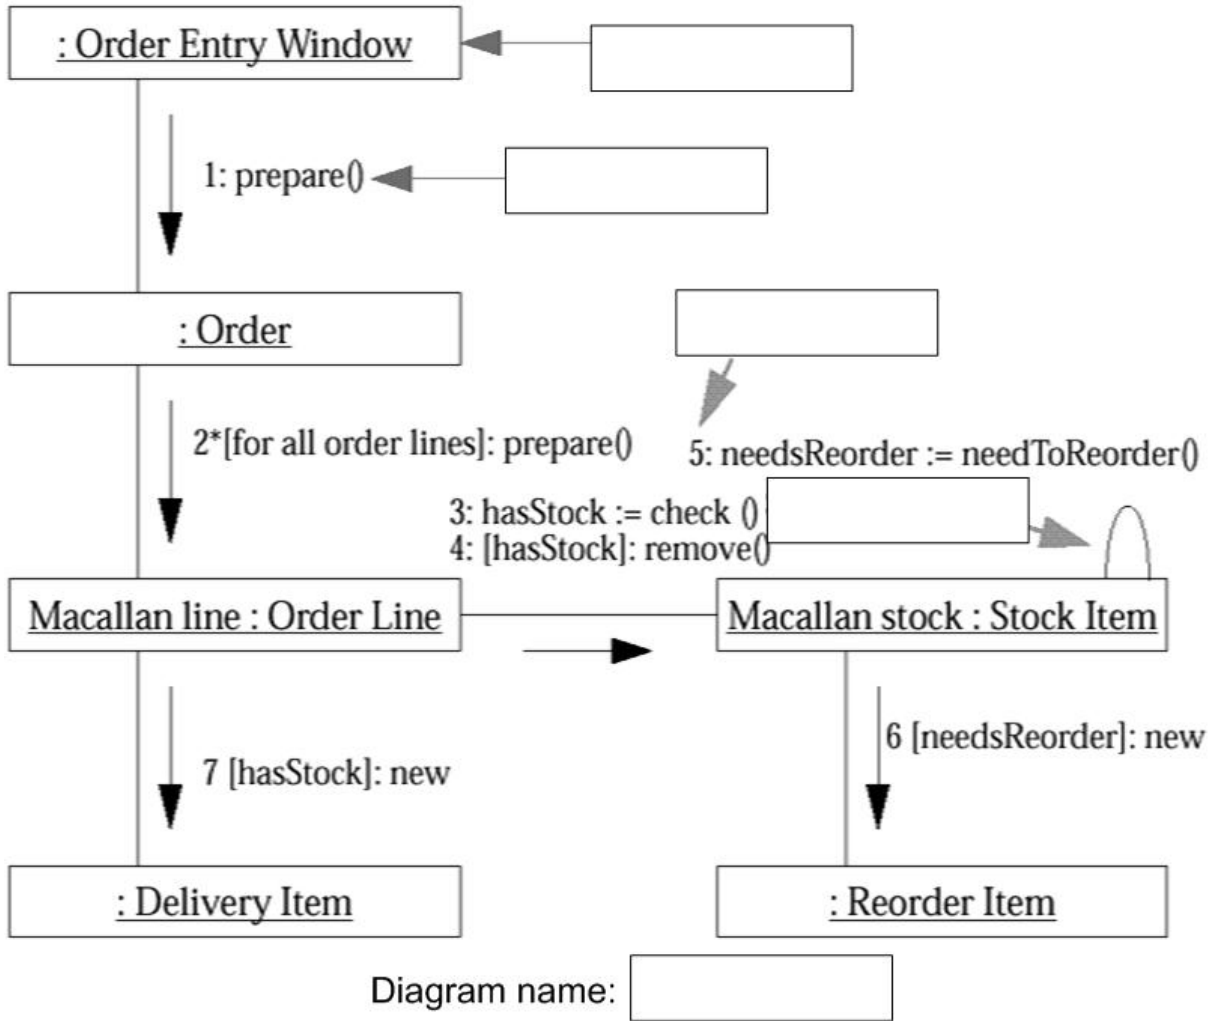 : Order Entry Window
1: prepare()
: Order
2*[for all order lines]: prepare()
5: needsReorder := needToReorder()
3: hasStock := check ()
4: [hasStock]: remove()
Macallan line : Order Line
Macallan stock : Stock Item
6 [needsReorder]: new
7 [hasStock]: new
: Delivery Item
: Reorder Item
Diagram name: